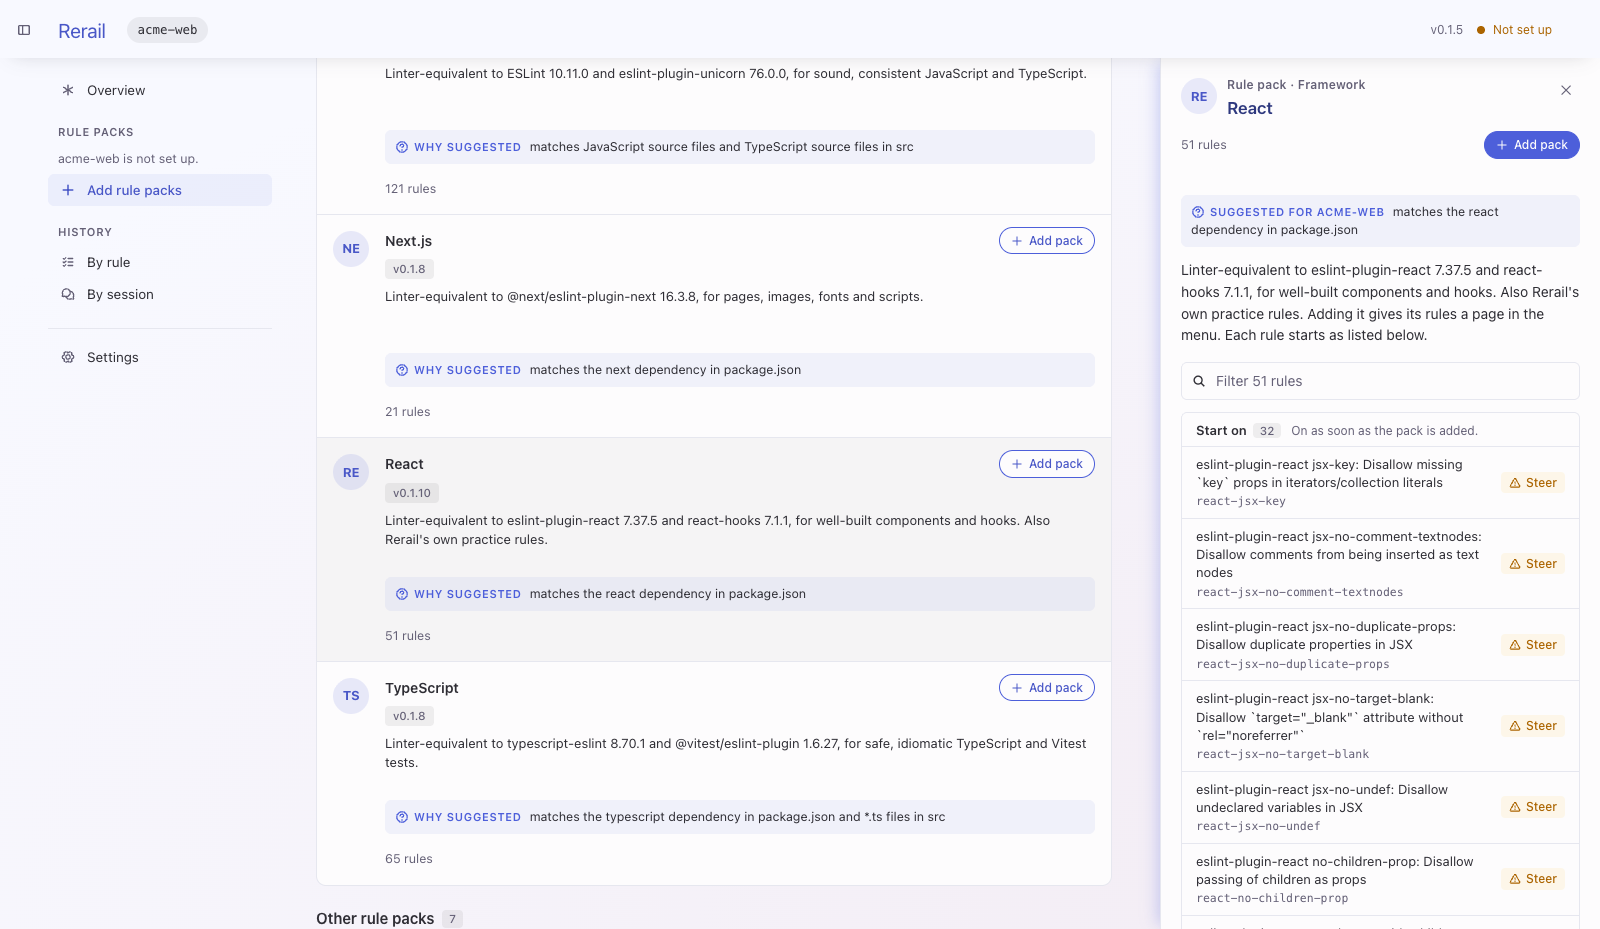 Rerail
acme-web
v0.1.5
Not set up
Overview
RULE PACKS
acme-web is not set up.
Add rule packs
HISTORY
By rule
By session
Settings
Linter-equivalent to ESLint 10.11.0 and eslint-plugin-unicorn 76.0.0, for sound, consistent JavaScript and TypeScript.
WHY SUGGESTED matches JavaScript source files and TypeScript source files in src
121 rules
NE
Next.js
Add pack
v0.1.8
Linter-equivalent to @next/eslint-plugin-next 16.3.8, for pages, images, fonts and scripts.
WHY SUGGESTED matches the next dependency in package.json
21 rules
RE
React
Add pack
v0.1.10
Linter-equivalent to eslint-plugin-react 7.37.5 and react-hooks 7.1.1, for well-built components and hooks. Also
Rerail's own practice rules.
WHY SUGGESTED matches the react dependency in package.json
51 rules
TS
TypeScript
Add pack
v0.1.8
Linter-equivalent to typescript-eslint 8.70.1 and @vitest/eslint-plugin 1.6.27, for safe, idiomatic TypeScript and Vitest
tests.
WHY SUGGESTED matches the typescript dependency in package.json and *.ts files in src
65 rules
Other rule packs 7
RE
Rule pack · Framework
React
51 rules
Add pack
SUGGESTED FOR ACME-WEB matches the react
dependency in package.json
Linter-equivalent to eslint-plugin-react 7.37.5 and react-
hooks 7.1.1, for well-built components and hooks. Also Rerail's
own practice rules. Adding it gives its rules a page in the
menu. Each rule starts as listed below.
Filter 51 rules
Start on 32 On as soon as the pack is added.
eslint-plugin-react jsx-key: Disallow missing
`key` props in iterators/collection literals
react-jsx-key
Steer
eslint-plugin-react jsx-no-comment-textnodes:
Disallow comments from being inserted as text
nodes
react-jsx-no-comment-textnodes
Steer
eslint-plugin-react jsx-no-duplicate-props:
Disallow duplicate properties in JSX
react-jsx-no-duplicate-props
Steer
eslint-plugin-react jsx-no-target-blank:
Disallow `target="_blank"` attribute without
`rel="noreferrer"`
react-jsx-no-target-blank
Steer
eslint-plugin-react jsx-no-undef: Disallow
undeclared variables in JSX
react-jsx-no-undef
Steer
eslint-plugin-react no-children-prop: Disallow
passing of children as props
react-no-children-prop
Steer